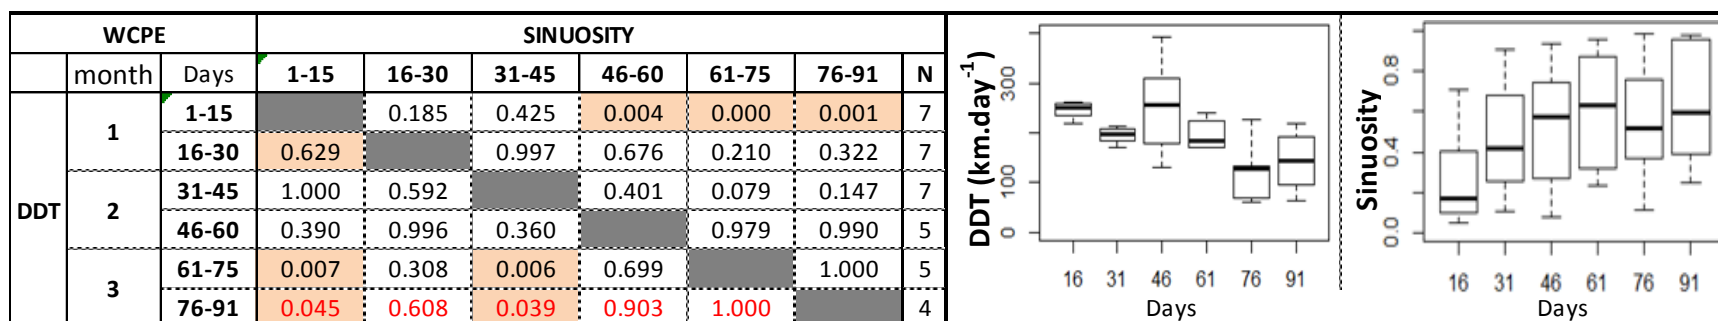 WCPE SINUOSITY
month Days 1-15 16-30 31-45 46-60 61-75 76-91 N
DDT 1 1-15 0.185 0.425 0.004 0.000 0.001 7
16-30 0.629 0.997 0.676 0.210 0.322 7
2 31-45 1.000 0.592 0.401 0.079 0.147 7
46-60 0.390 0.996 0.360 0.979 0.990 5
3 61-75 0.007 0.308 0.006 0.699 1.000 5
76-91 0.045 0.608 0.039 0.903 1.000 4
DDT (km.day⁻¹)
300
100
0
16 31 46 61 76 91
Days
Sinuosity
0.8
0.4
0.0
16 31 46 61 76 91
Days